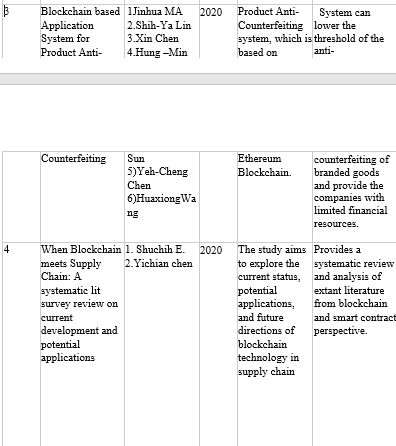 3
Blockchain based
Application
System for
Product Anti-
1Jinhua MA
2.Shih-Ya Lin
3.Xin Chen
4.Hung –Min
2020
Product Anti-
Counterfeiting
system, which is
based on
System can
lower the
threshold of the
anti-
Counterfeiting
Sun
5)Yeh-Cheng
Chen
6)HuaxiongWa
ng
Ethereum
Blockchain.
counterfeiting of
branded goods
and provide the
companies with
limited financial
resources.
4
When Blockchain
meets Supply
Chain: A
systematic lit
survey review on
current
development and
potential
applications
1. Shuchih E.
2.Yichian chen
2020
The study aims
to explore the
current status,
potential
applications,
and future
directions of
blockchain
technology in
supply chain
Provides a
systematic review
and analysis of
extant literature
from blockchain
and smart contract
perspective.